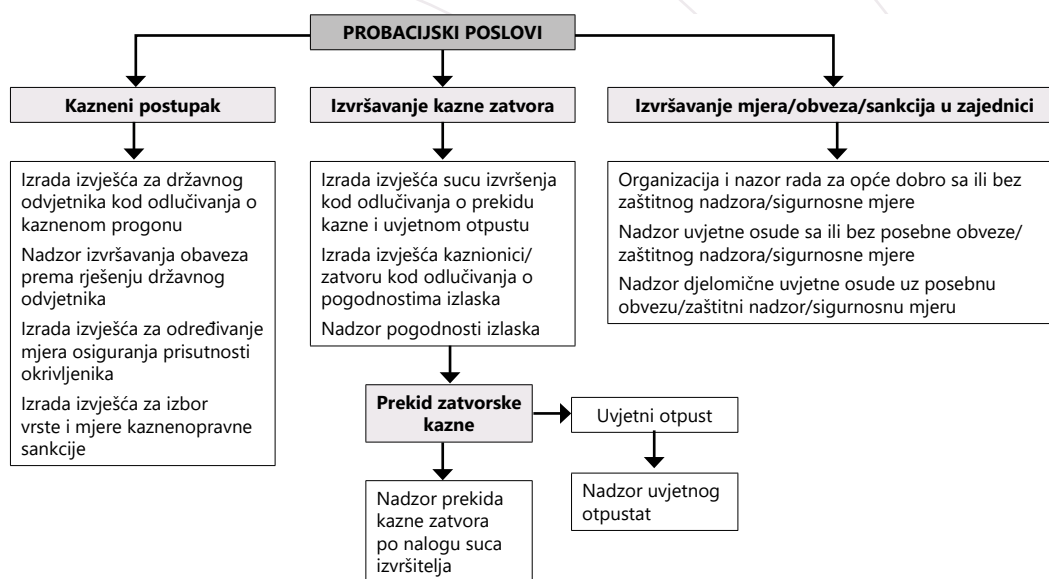 PROBACIJSKI POSLOVI
Kazneni postupak
Izrada izvješća za državnog
odvjetnika kod odlučivanja o
kaznenom progonu
Nadzor izvršavanja obaveza
prema rješenju državnog
odvjetnika
Izrada izvješća za određivanje
mjera osiguranja prisutnosti
okrivljenika
Izrada izvješća za izbor
vrste i mjere kaznenopravne
sankcije
Izvršavanje kazne zatvora
Izrada izvješća sucu izvršenja
kod odlučivanja o prekidu
kazne i uvjetnom otpustu
Izrada izvješća kaznionici/
zatvoru kod odlučivanja o
pogodnostima izlaska
Nadzor pogodnosti izlaska
Prekid zatvorske
kazne
Nadzor prekida
kazne zatvora
po nalogu suca
izvršitelja
Uvjetni otpust
Nadzor uvjetnog
otpustat
Izvršavanje mjera/obveza/sankcija u zajednici
Organizacija i nazor rada za opće dobro sa ili bez
zaštitnog nadzora/sigurnosne mjere
Nadzor uvjetne osude sa ili bez posebne obveze/
zaštitnog nadzora/sigurnosne mjere
Nadzor djelomične uvjetne osude uz posebnu
obvezu/zaštitni nadzor/sigurnosnu mjeru